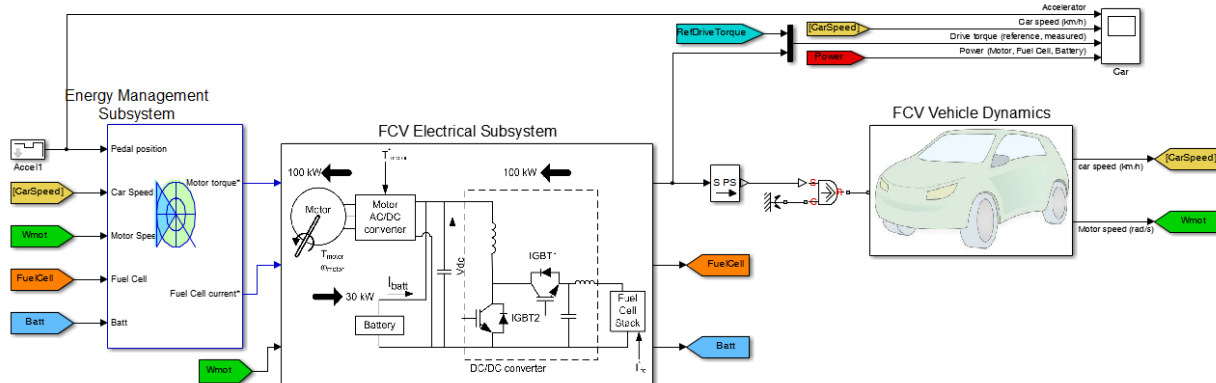 Accelerator
Car speed (km/h)
Drive torque (reference, measured)
Power (Motor, Fuel Cell, Battery)
Car
RefDriveTorque
[CarSpeed]
Power
Energy Management
Subsystem
Accel1
[CarSpeed]
Wmot
FuelCell
Batt
Pedal position
Car Speed
Motor Speed
Fuel Cell
Batt
Motor torque*
Fuel Cell current*
Wmot
FCV Electrical Subsystem
100 kW
100 kW
Motor
Motor
AC/DC
converter
Tmotor
ωmotor
Vdc
Ibatt
30 kW
Battery
IGBT2
Fuel
Cell
Stack
DC/DC converter
S PS
FuelCell
Batt
FCV Vehicle Dynamics
car speed (km.h)
Motor speed (rad/s)
[CarSpeed]
Wmot